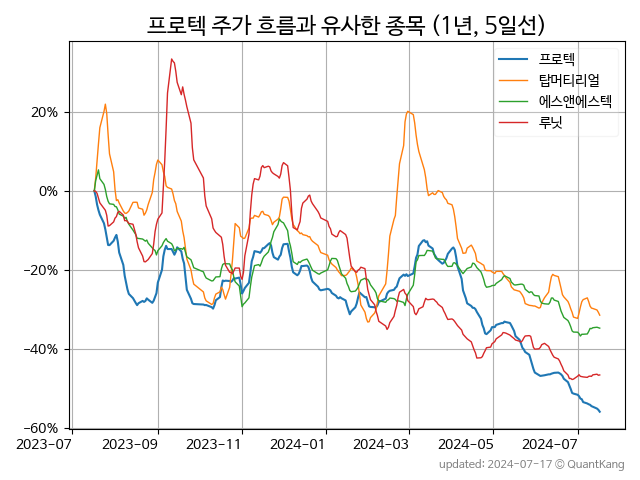 프로텍 주가 흐름과 유사한 종목 (1년, 5일선)
프로텍
탑머티리얼
에스앤에스텍
루닛
20%
0%
−20%
−40%
−60%
2023-07
2023-09
2023-11
2024-01
2024-03
2024-05
2024-07
updated: 2024-07-17 © QuantKang